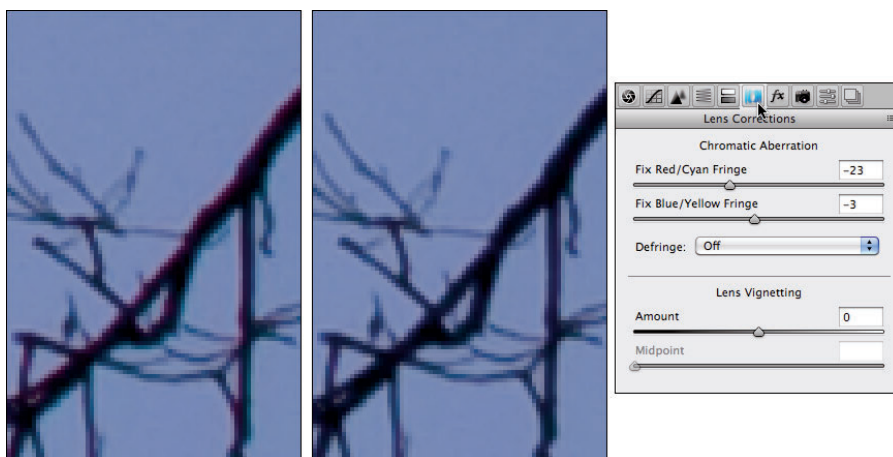 fx
Lens Corrections
Chromatic Aberration
Fix Red/Cyan Fringe -23
Fix Blue/Yellow Fringe -3
Defringe: Off
Lens Vignetting
Amount 0
Midpoint